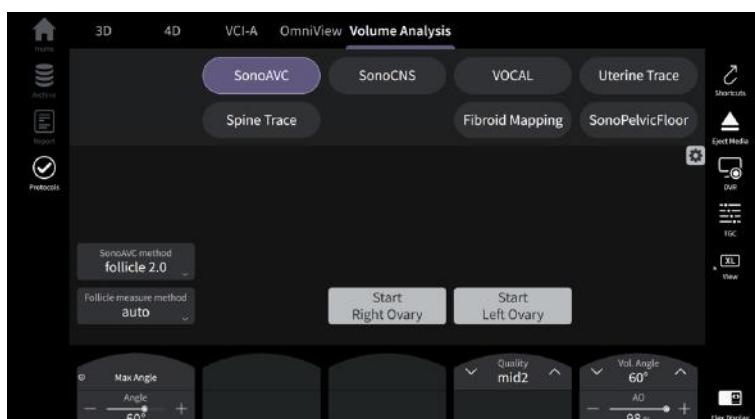 Home
3D
4D
VCI-A
OmniView
Volume Analysis
SonoAVC
SonoCNS
VOCAL
Uterine Trace
Shortcuts
Archive
Spine Trace
Fibroid Mapping
SonoPelvicFloor
Report
Eject Media
Protocols
DVR
TGC
SonoAVC method
follicle 2.0
XL
View
Follicle measure method
auto
Start
Right Ovary
Start
Left Ovary
Max Angle
Angle
60°
Quality
mid2
Vol. Angle
60°
AO
98
Flex Display